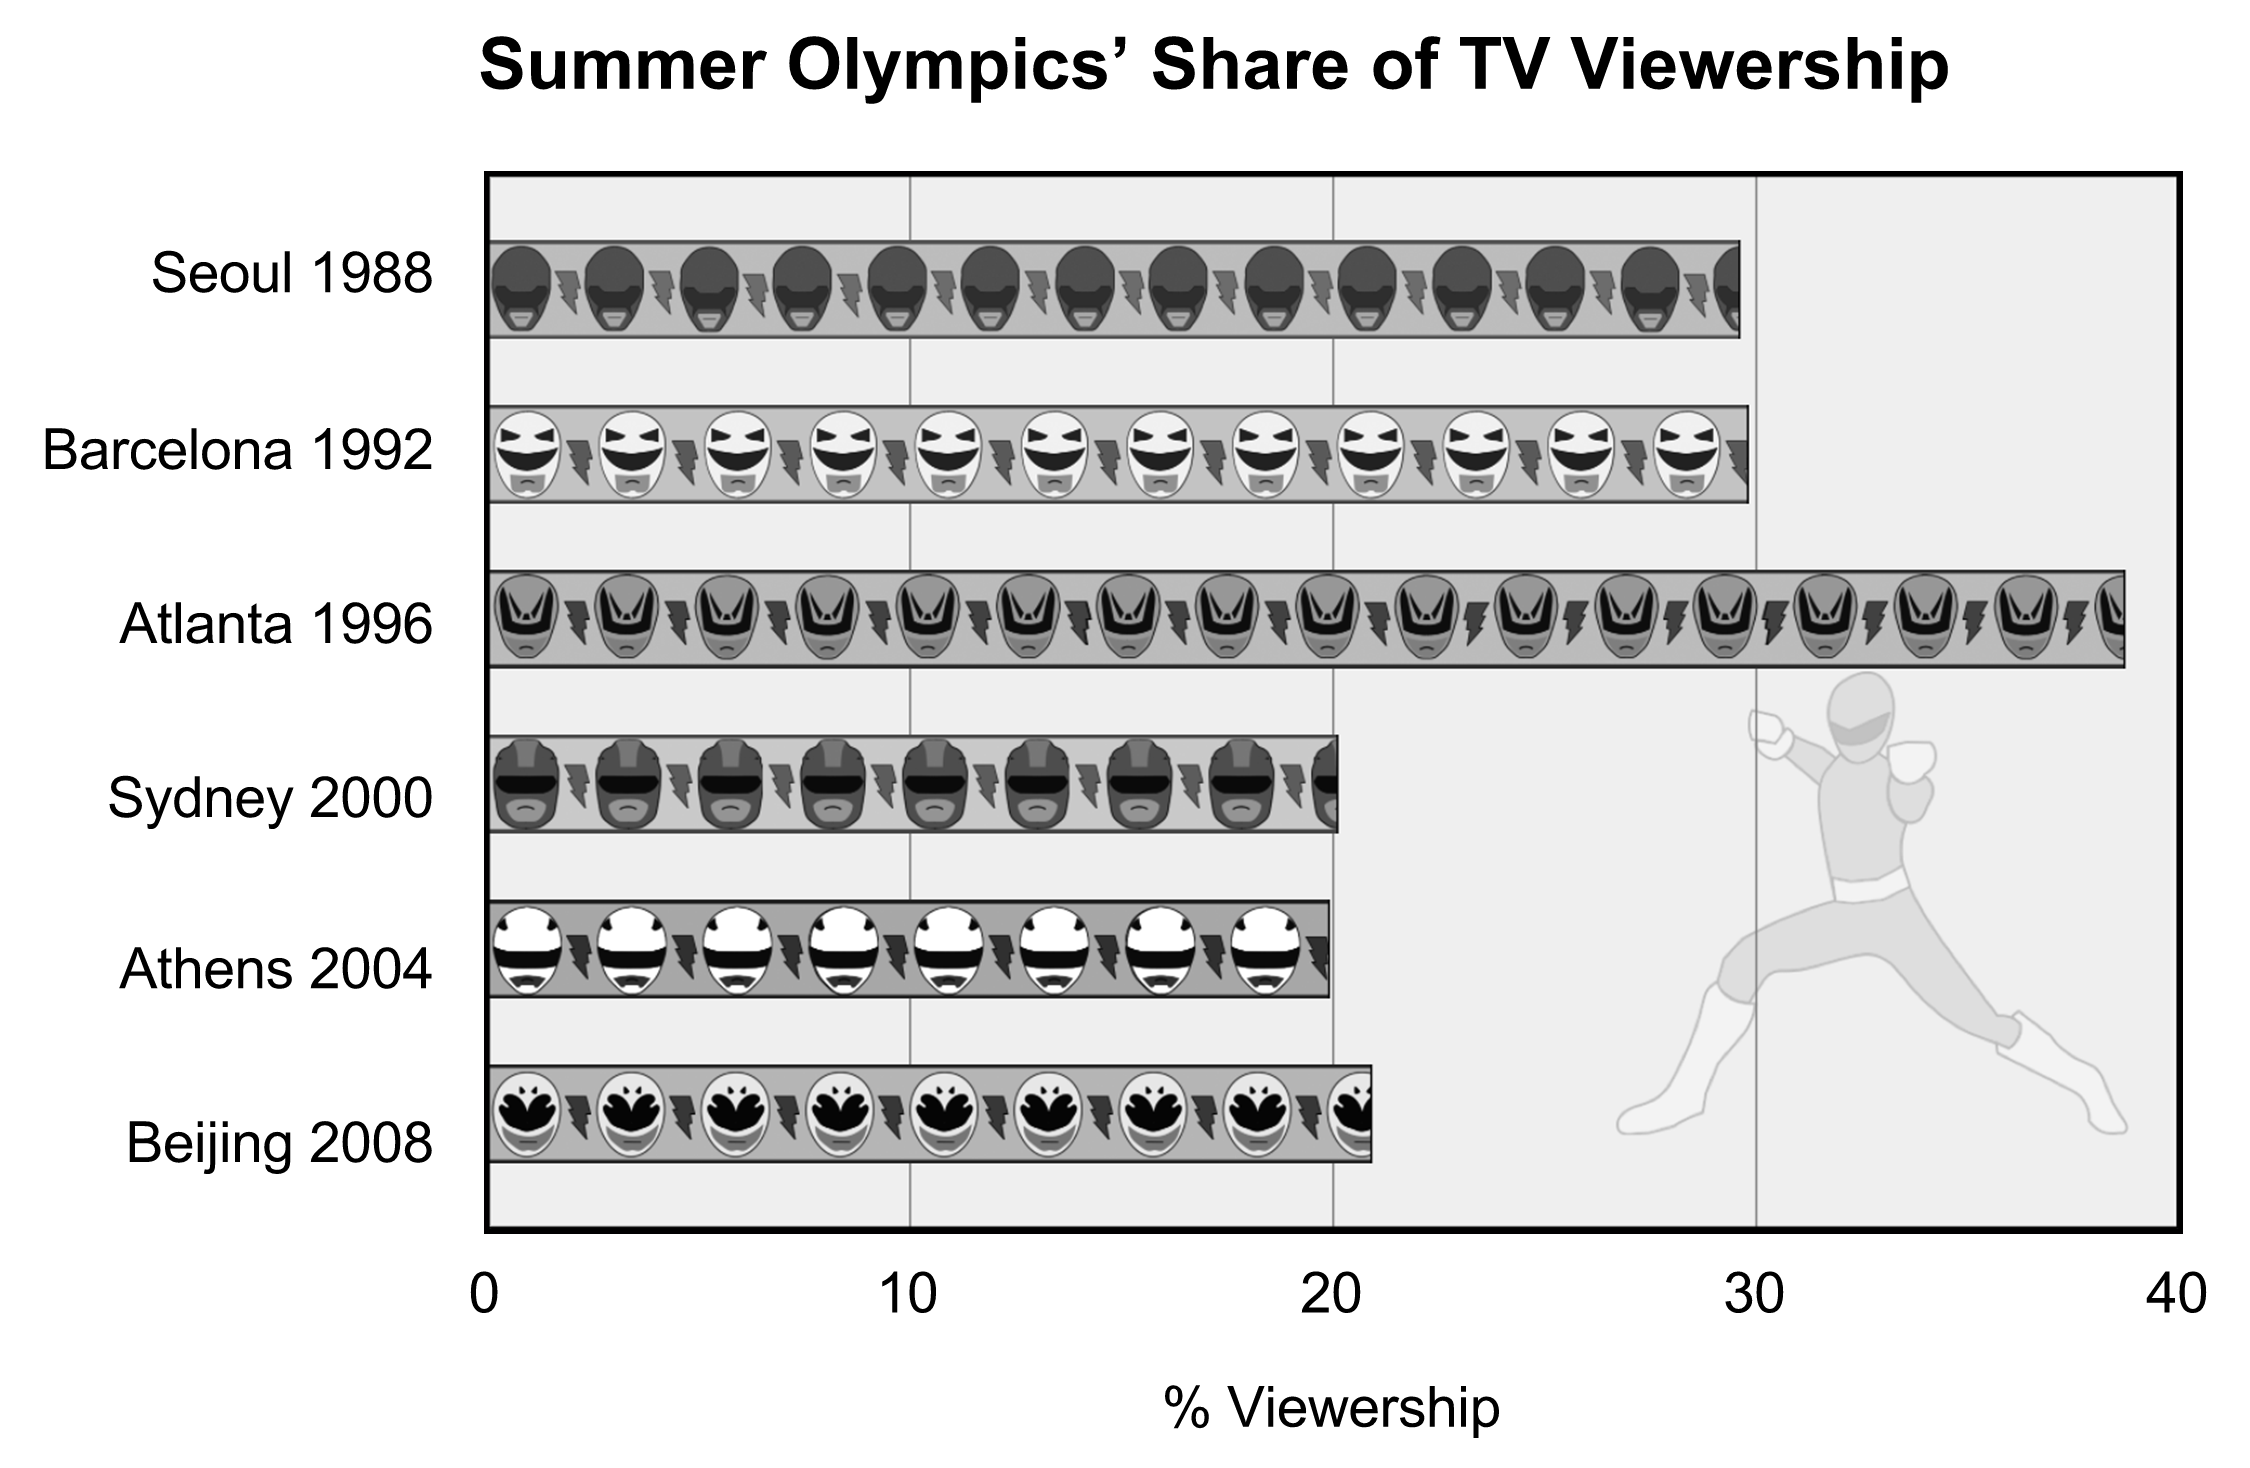 Summer Olympics’ Share of TV Viewership
Seoul 1988
Barcelona 1992
Atlanta 1996
Sydney 2000
Athens 2004
Beijing 2008
0 10 20 30 40
% Viewership